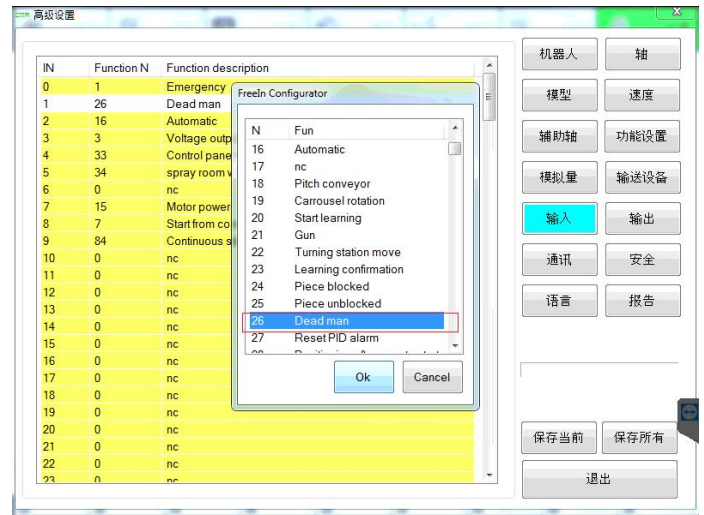 cma 高级设置
IN Function N Function description
0 1 Emergency
1 26 Dead man
2 16 Automatic
3 3 Voltage outp
4 33 Control pane
5 34 spray room w
6 0 nc
7 15 Motor power
8 7 Start from co
9 84 Continuous s
10 0 nc
11 0 nc
12 0 nc
13 0 nc
14 0 nc
15 0 nc
16 0 nc
17 0 nc
18 0 nc
19 0 nc
20 0 nc
21 0 nc
22 0 nc
23 0 nc
FreeIn Configurator
N Fun
16 Automatic
17 nc
18 Pitch conveyor
19 Carrousel rotation
20 Start learning
21 Gun
22 Turning station move
23 Learning confirmation
24 Piece blocked
25 Piece unblocked
26 Dead man
27 Reset PID alarm
Ok Cancel
机器人 轴
模型 速度
辅助轴 功能设置
模拟量 输送设备
输入 输出
通讯 安全
语言 报告
保存当前 保存所有
退出